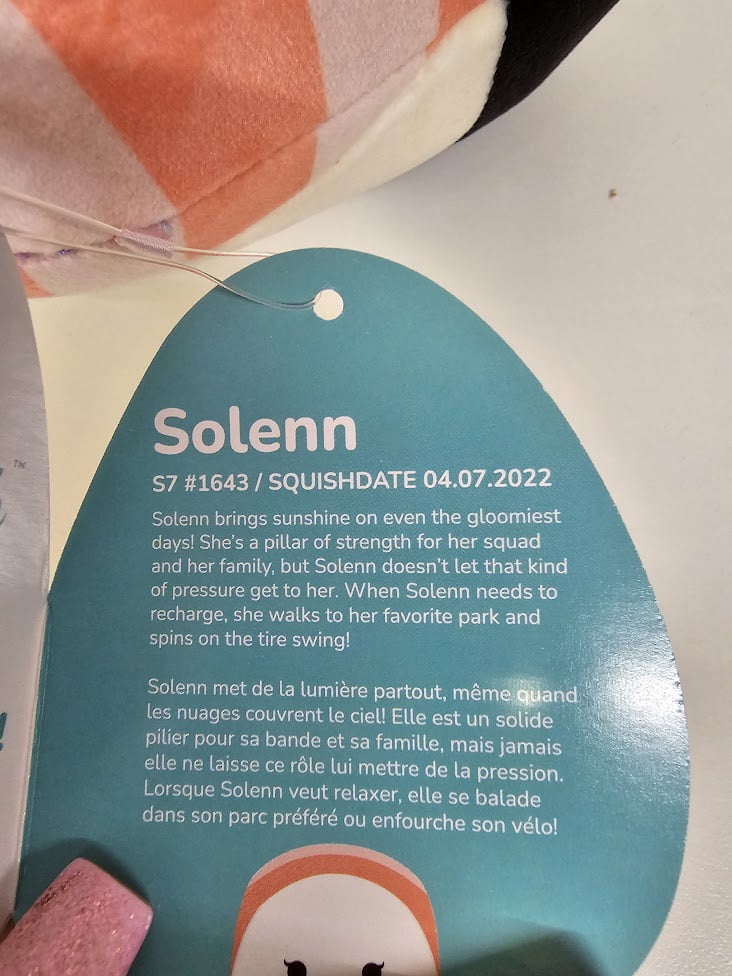 Solenn
S7 #1643 / SQUISHDATE 04.07.2022
Solenn brings sunshine on even the gloomiest
days! She's a pillar of strength for her squad
and her family, but Solenn doesn't let that kind
of pressure get to her. When Solenn needs to
recharge, she walks to her favorite park and
spins on the tire swing!
Solenn met de la lumière partout, même quand
les nuages couvrent le ciel! Elle est un solide
pilier pour sa bande et sa famille, mais jamais
elle ne laisse ce rôle lui mettre de la pression.
Lorsque Solenn veut relaxer, elle se balade
dans son parc préféré ou enfourche son vélo!